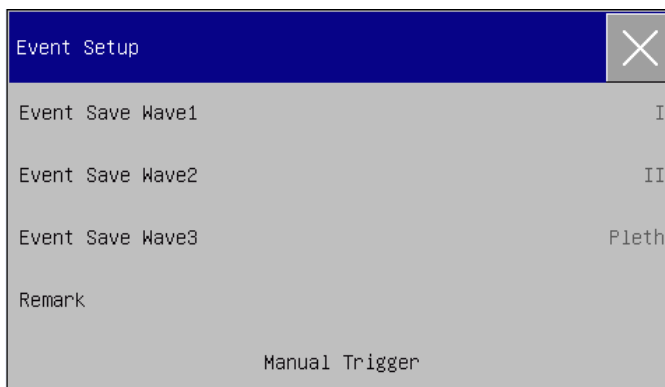 Event Setup
Event Save Wave1 I
Event Save Wave2 II
Event Save Wave3 Pleth
Remark
Manual Trigger